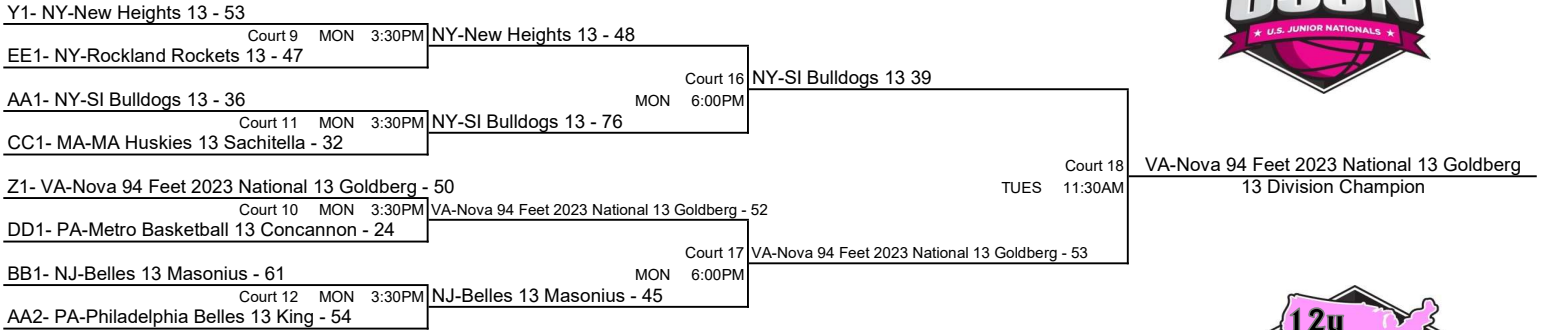 Y1- NY-New Heights 13 - 53
Court 9 MON 3:30PM
EE1- NY-Rockland Rockets 13 - 47
NY-New Heights 13 - 48
AA1- NY-SI Bulldogs 13 - 36
Court 11 MON 3:30PM
CC1- MA-MA Huskies 13 Sachitella - 32
NY-SI Bulldogs 13 - 76
Court 16
MON 6:00PM
NY-SI Bulldogs 13 39
Z1- VA-Nova 94 Feet 2023 National 13 Goldberg - 50
Court 10 MON 3:30PM
DD1- PA-Metro Basketball 13 Concannon - 24
VA-Nova 94 Feet 2023 National 13 Goldberg - 52
BB1- NJ-Belles 13 Masonius - 61
Court 12 MON 3:30PM
AA2- PA-Philadelphia Belles 13 King - 54
NJ-Belles 13 Masonius - 45
Court 17
MON 6:00PM
VA-Nova 94 Feet 2023 National 13 Goldberg - 53
Court 18
TUES 11:30AM
VA-Nova 94 Feet 2023 National 13 Goldberg
13 Division Champion
U.S. JUNIOR NATIONALS
12u